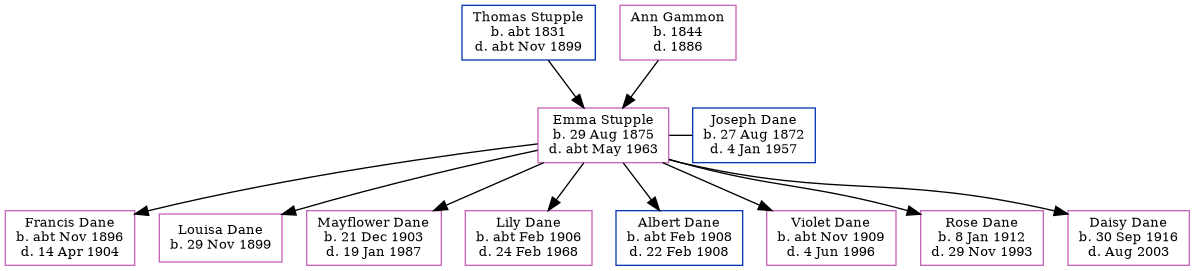 Thomas Stupple
b. abt 1831
d. abt Nov 1899
Ann Gammon
b. 1844
d. 1886
Emma Stupple
b. 29 Aug 1875
d. abt May 1963
Joseph Dane
b. 27 Aug 1872
d. 4 Jan 1957
Francis Dane
b. abt Nov 1896
d. 14 Apr 1904
Louisa Dane
b. 29 Nov 1899
Mayflower Dane
b. 21 Dec 1903
d. 19 Jan 1987
Lily Dane
b. abt Feb 1906
d. 24 Feb 1968
Albert Dane
b. abt Feb 1908
d. 22 Feb 1908
Violet Dane
b. abt Nov 1909
d. 4 Jun 1996
Rose Dane
b. 8 Jan 1912
d. 29 Nov 1993
Daisy Dane
b. 30 Sep 1916
d. Aug 2003